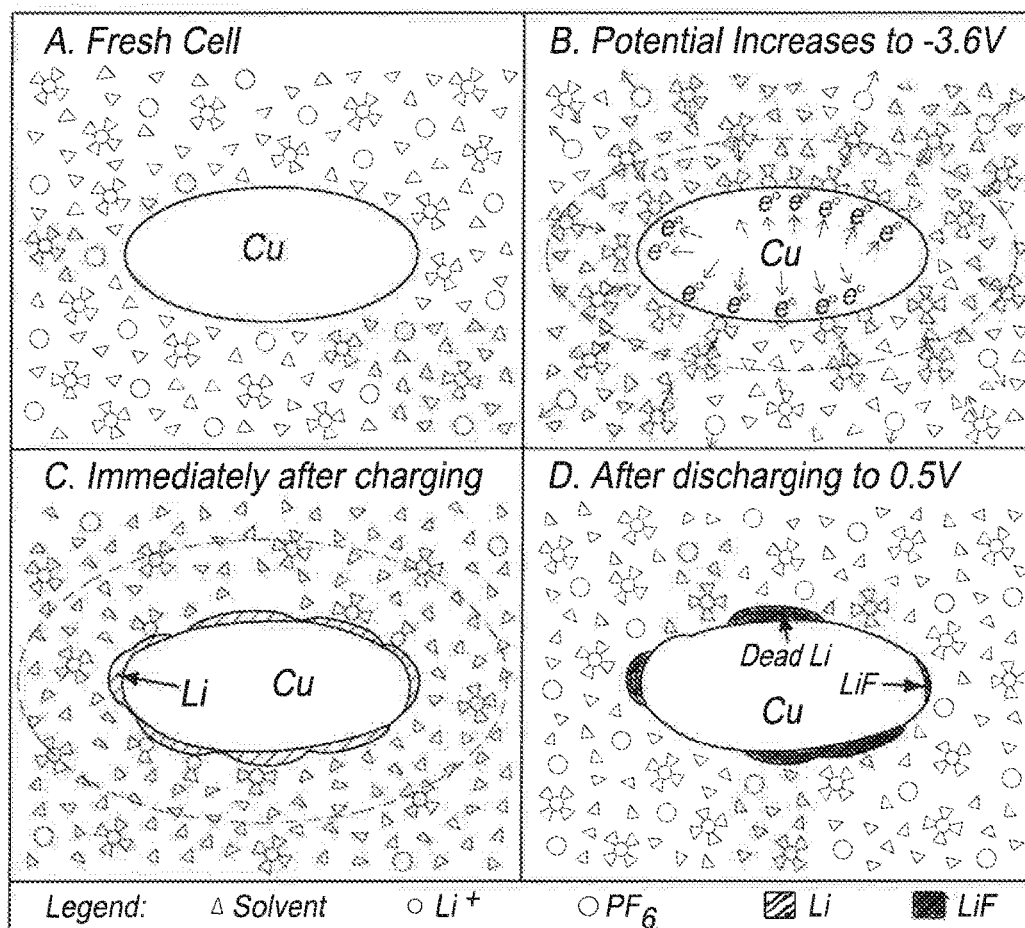 A. Fresh Cell
B. Potential Increases to -3.6V
Cu
e⁻ e⁻ e⁻ e⁻ e⁻ e⁻ e⁻
Cu
e⁻ e⁻ e⁻ e⁻ e⁻
C. Immediately after charging
D. After discharging to 0.5V
Li
Cu
Dead Li
LiF
Cu
Legend: Solvent Li⁺ PF₆ Li LiF